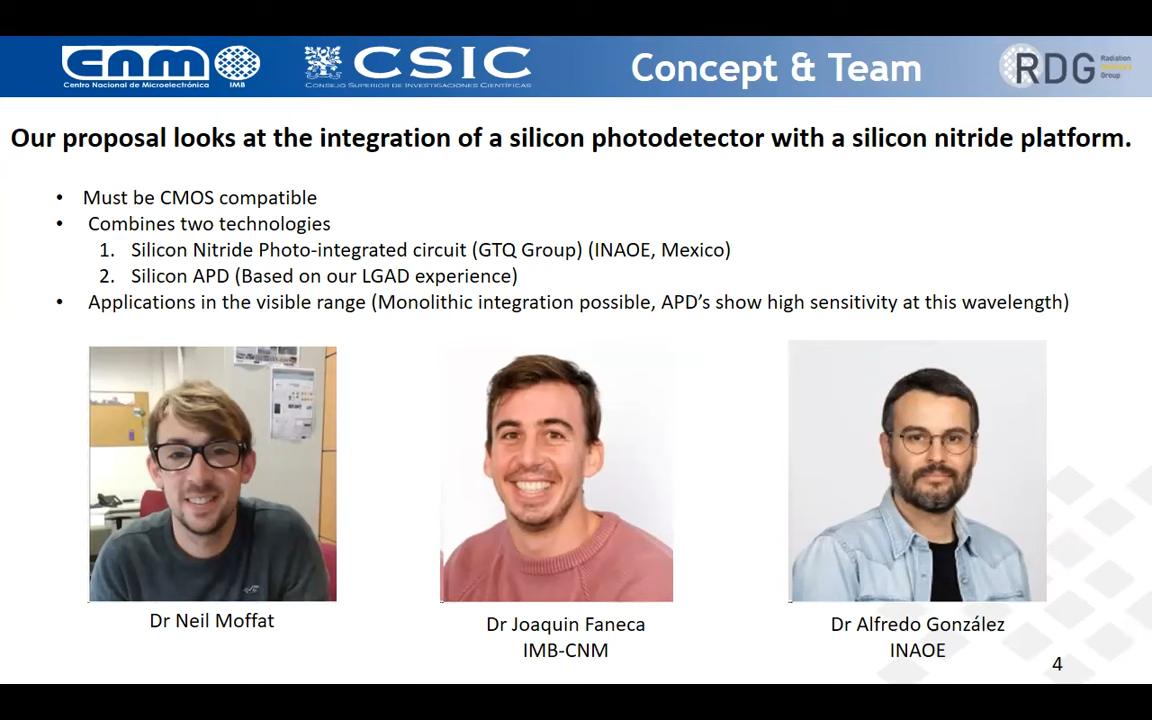 cnm
Centro Nacional de Microelectrónica
IMB
CSIC
CONSEJO SUPERIOR DE INVESTIGACIONES CIENTÍFICAS
Concept & Team
RDG
Radiation
Detectors
Group
Our proposal looks at the integration of a silicon photodetector with a silicon nitride platform.
• Must be CMOS compatible
• Combines two technologies
1. Silicon Nitride Photo-integrated circuit (GTQ Group) (INAOE, Mexico)
2. Silicon APD (Based on our LGAD experience)
• Applications in the visible range (Monolithic integration possible, APD's show high sensitivity at this wavelength)
Dr Neil Moffat
Dr Joaquin Faneca
IMB-CNM
Dr Alfredo González
INAOE
4